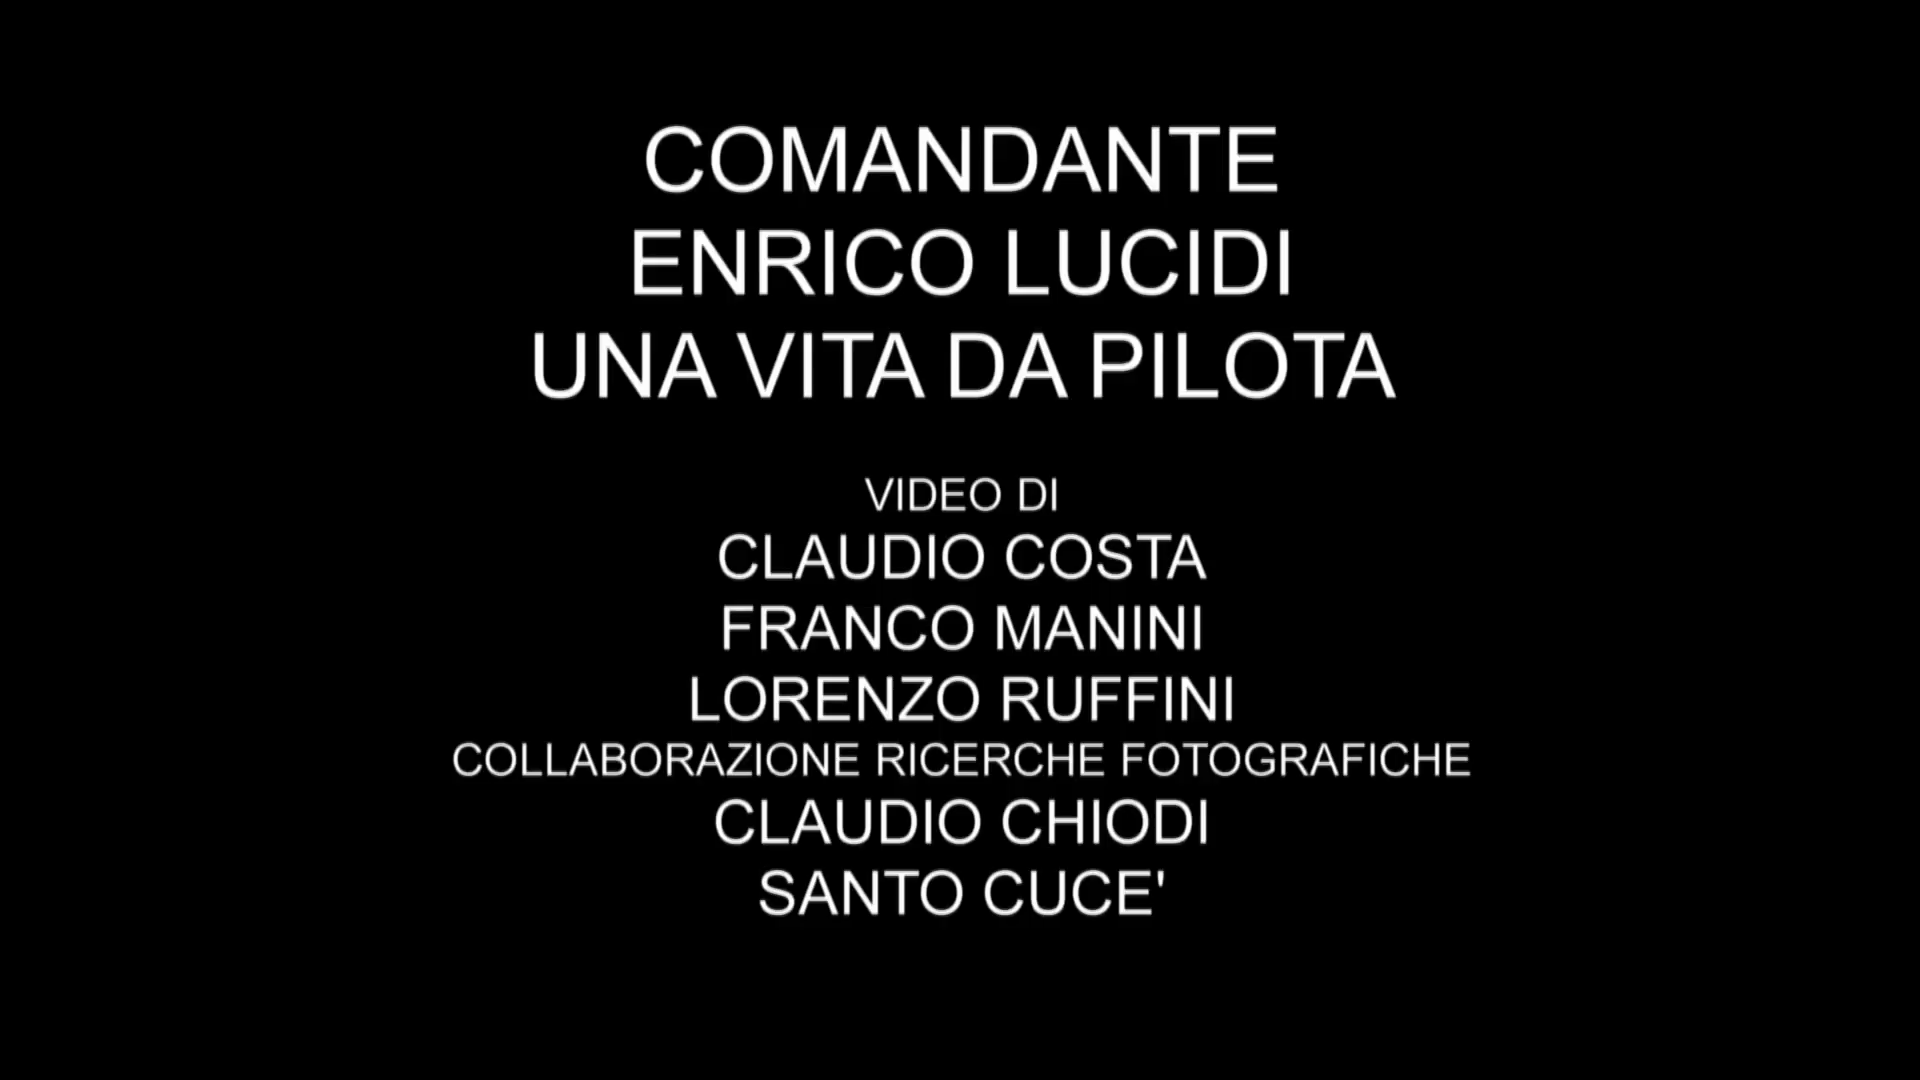 COMANDANTE
ENRICO LUCIDI
UNA VITA DA PILOTA
VIDEO DI
CLAUDIO COSTA
FRANCO MANINI
LORENZO RUFFINI
COLLABORAZIONE RICERCHE FOTOGRAFICHE
CLAUDIO CHIODI
SANTO CUCE'